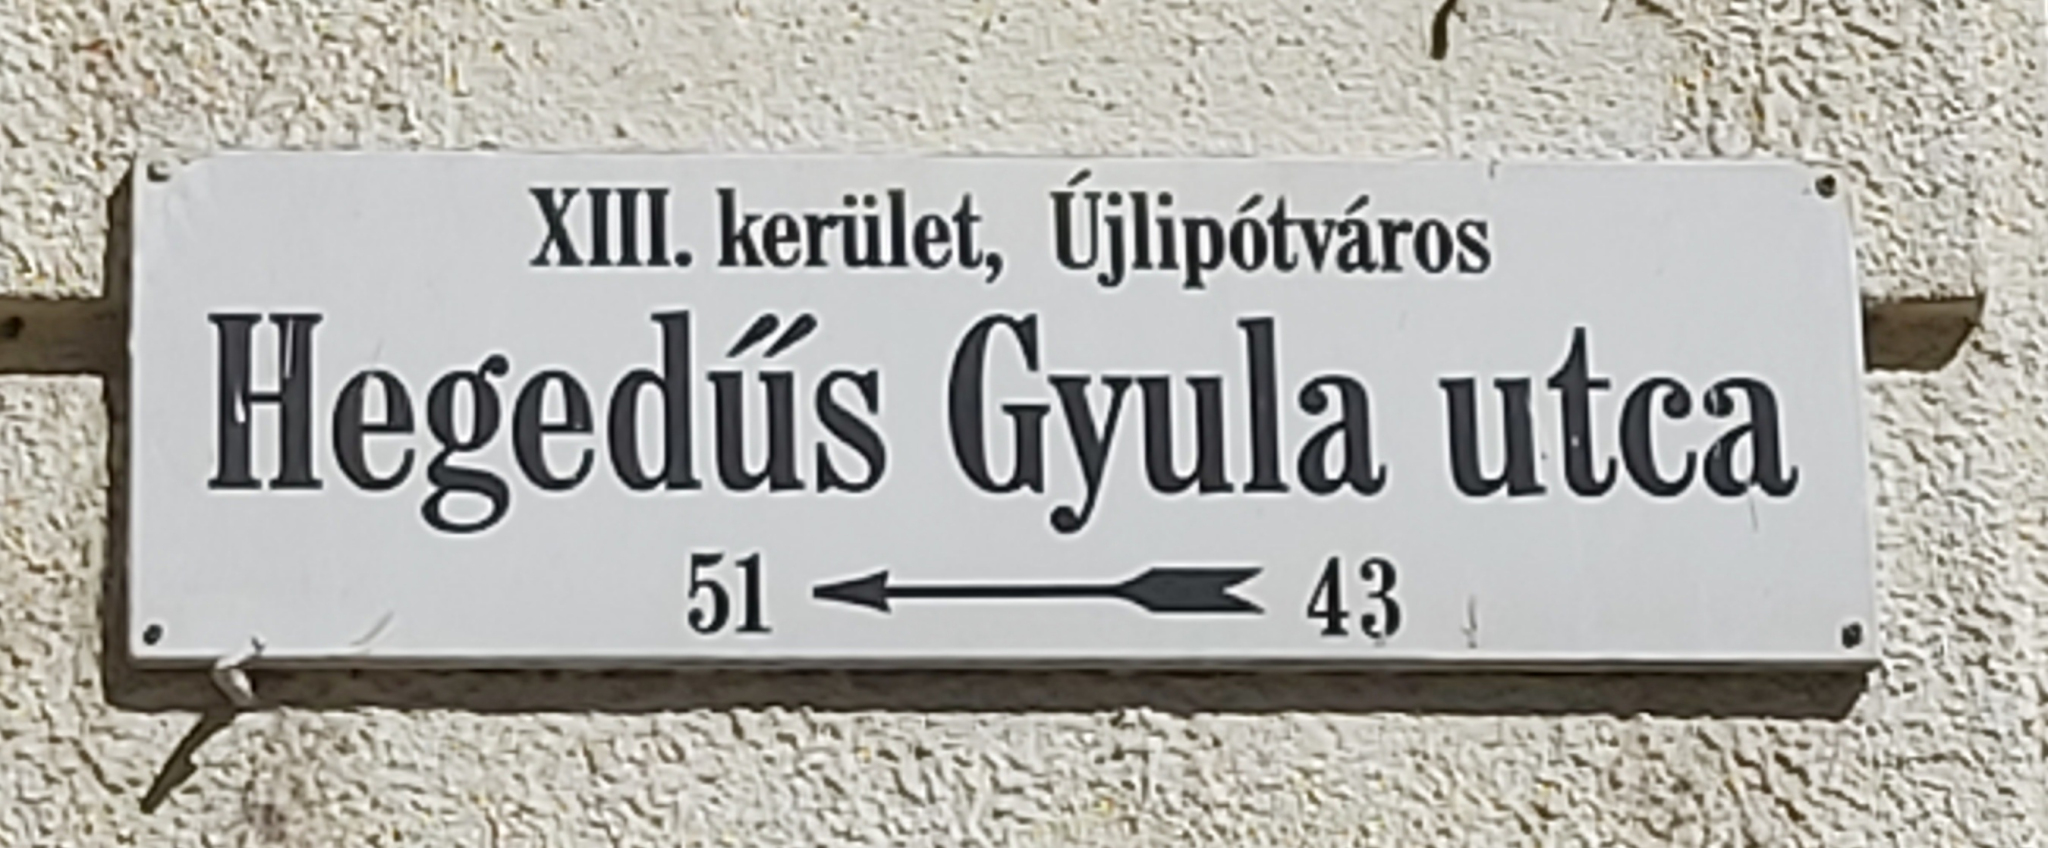 XIII. kerület, Újlipótváros
Hegedűs Gyula utca
51 ← 43